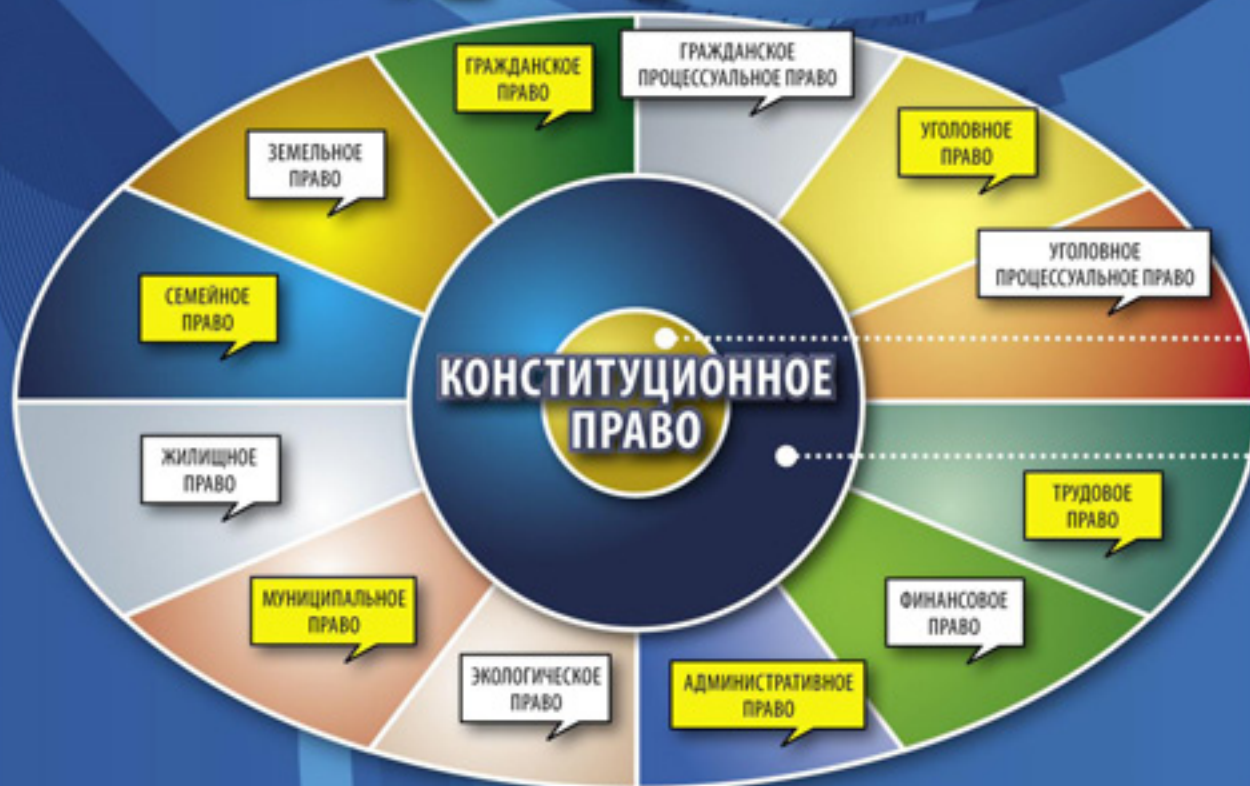 ГРАЖДАНСКОЕ
ПРАВО
ГРАЖДАНСКОЕ
ПРОЦЕССУАЛЬНОЕ ПРАВО
УГОЛОВНОЕ
ПРАВО
ЗЕМЕЛЬНОЕ
ПРАВО
УГОЛОВНОЕ
ПРОЦЕССУАЛЬНОЕ ПРАВО
СЕМЕЙНОЕ
ПРАВО
КОНСТИТУЦИОННОЕ
ПРАВО
ЖИЛИЩНОЕ
ПРАВО
ТРУДОВОЕ
ПРАВО
МУНИЦИПАЛЬНОЕ
ПРАВО
ФИНАНСОВОЕ
ПРАВО
ЭКОЛОГИЧЕСКОЕ
ПРАВО
АДМИНИСТРАТИВНОЕ
ПРАВО